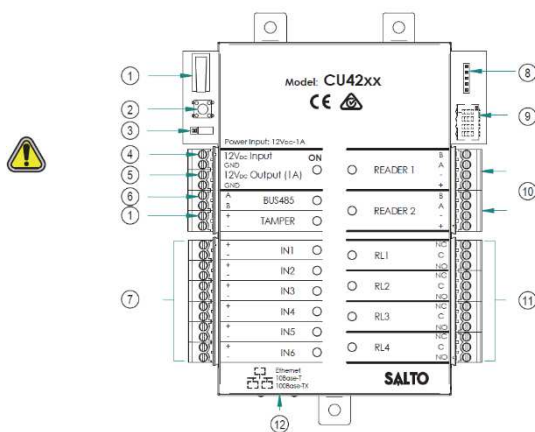 Model: CU42xx
CE
Power Input: 12VDC-1A
1
2
3
4
5
6
1
7
8
9
10
11
12
12VDC Input
GND
12VDC Output (1A)
GND
ON
A
B
BUS485
+
-
TAMPER
+
-
IN1
+
-
IN2
+
-
IN3
+
-
IN4
+
-
IN5
+
-
IN6
READER 1
B
A
-
+
READER 2
B
A
-
+
RL1
NC
C
NO
RL2
NC
C
NO
RL3
NC
C
NO
RL4
NC
C
NO
Ethernet
10Base-T
100Base-TX
SALTO